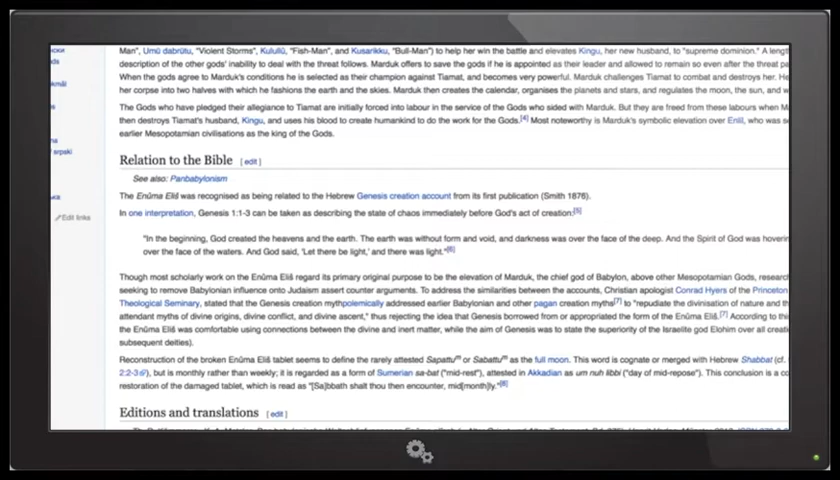 Man", Umū dabrūtu, "Violent Storms", Kulullû, "Fish-Man", and Kusarikku, "Bull-Man") to help her win the battle and elevates Kingu, her new husband, to "supreme dominion." A
description of the other gods' inability to deal with the threat follows. Marduk offers to save the gods if he is appointed as their leader and allowed to remain so even after the threat
When the gods agree to Marduk's conditions he is selected as their champion against Tiamat, and becomes very powerful. Marduk challenges Tiamat to combat and destroys her. He
her corpse into two halves with which he fashions the earth and the skies. Marduk then creates the calendar, organises the planets and stars, and regulates the moon, the sun, and
The Gods who have pledged their allegiance to Tiamat are initially forced into labour in the service of the Gods who sided with Marduk. But they are freed from these labours when
then destroys Tiamat's husband, Kingu, and uses his blood to create humankind to do the work for the Gods.[4] Most noteworthy is Marduk's symbolic elevation over Enlil, who was
earlier Mesopotamian civilisations as the king of the Gods.
Edit links
Relation to the Bible [edit]
See also: Panbabylonism
The Enûma Eliš was recognised as being related to the Hebrew Genesis creation account from its first publication (Smith 1876).
In one interpretation, Genesis 1:1-3 can be taken as describing the state of chaos immediately before God's act of creation:[5]
"In the beginning, God created the heavens and the earth. The earth was without form and void, and darkness was over the face of the deep. And the Spirit of God was
over the face of the waters. And God said, 'Let there be light,' and there was light."[6]
Though most scholarly work on the Enûma Eliš regard its primary original purpose to be the elevation of Marduk, the chief god of Babylon, above other Mesopotamian Gods,
seeking to remove Babylonian influence onto Judaism assert counter arguments. To address the similarities between the accounts, Christian apologist Conrad Hyers of the Princeton
Theological Seminary, stated that the Genesis creation mythpolemically addressed earlier Babylonian and other pagan creation myths[7] to "repudiate the divinisation of nature and
attendant myths of divine origins, divine conflict, and divine ascent," thus rejecting the idea that Genesis borrowed from or appropriated the form of the Enûma Eliš.[7] According to
the Enûma Eliš was comfortable using connections between the divine and inert matter, while the aim of Genesis was to state the superiority of the Israelite god Elohim over all
subsequent deities).
Reconstruction of the broken Enûma Eliš tablet seems to define the rarely attested Sapattuᵐ or Sabattuᵐ as the full moon. This word is cognate or merged with Hebrew Shabbat (cf.
2:2-3), but is monthly rather than weekly; it is regarded as a form of Sumerian sa-bat ("mid-rest"), attested in Akkadian as um nuh libbi ("day of mid-repose"). This conclusion is a
restoration of the damaged tablet, which is read as "[Sa]bbath shalt thou then encounter, mid[month]ly."[8]
Editions and translations [edit]